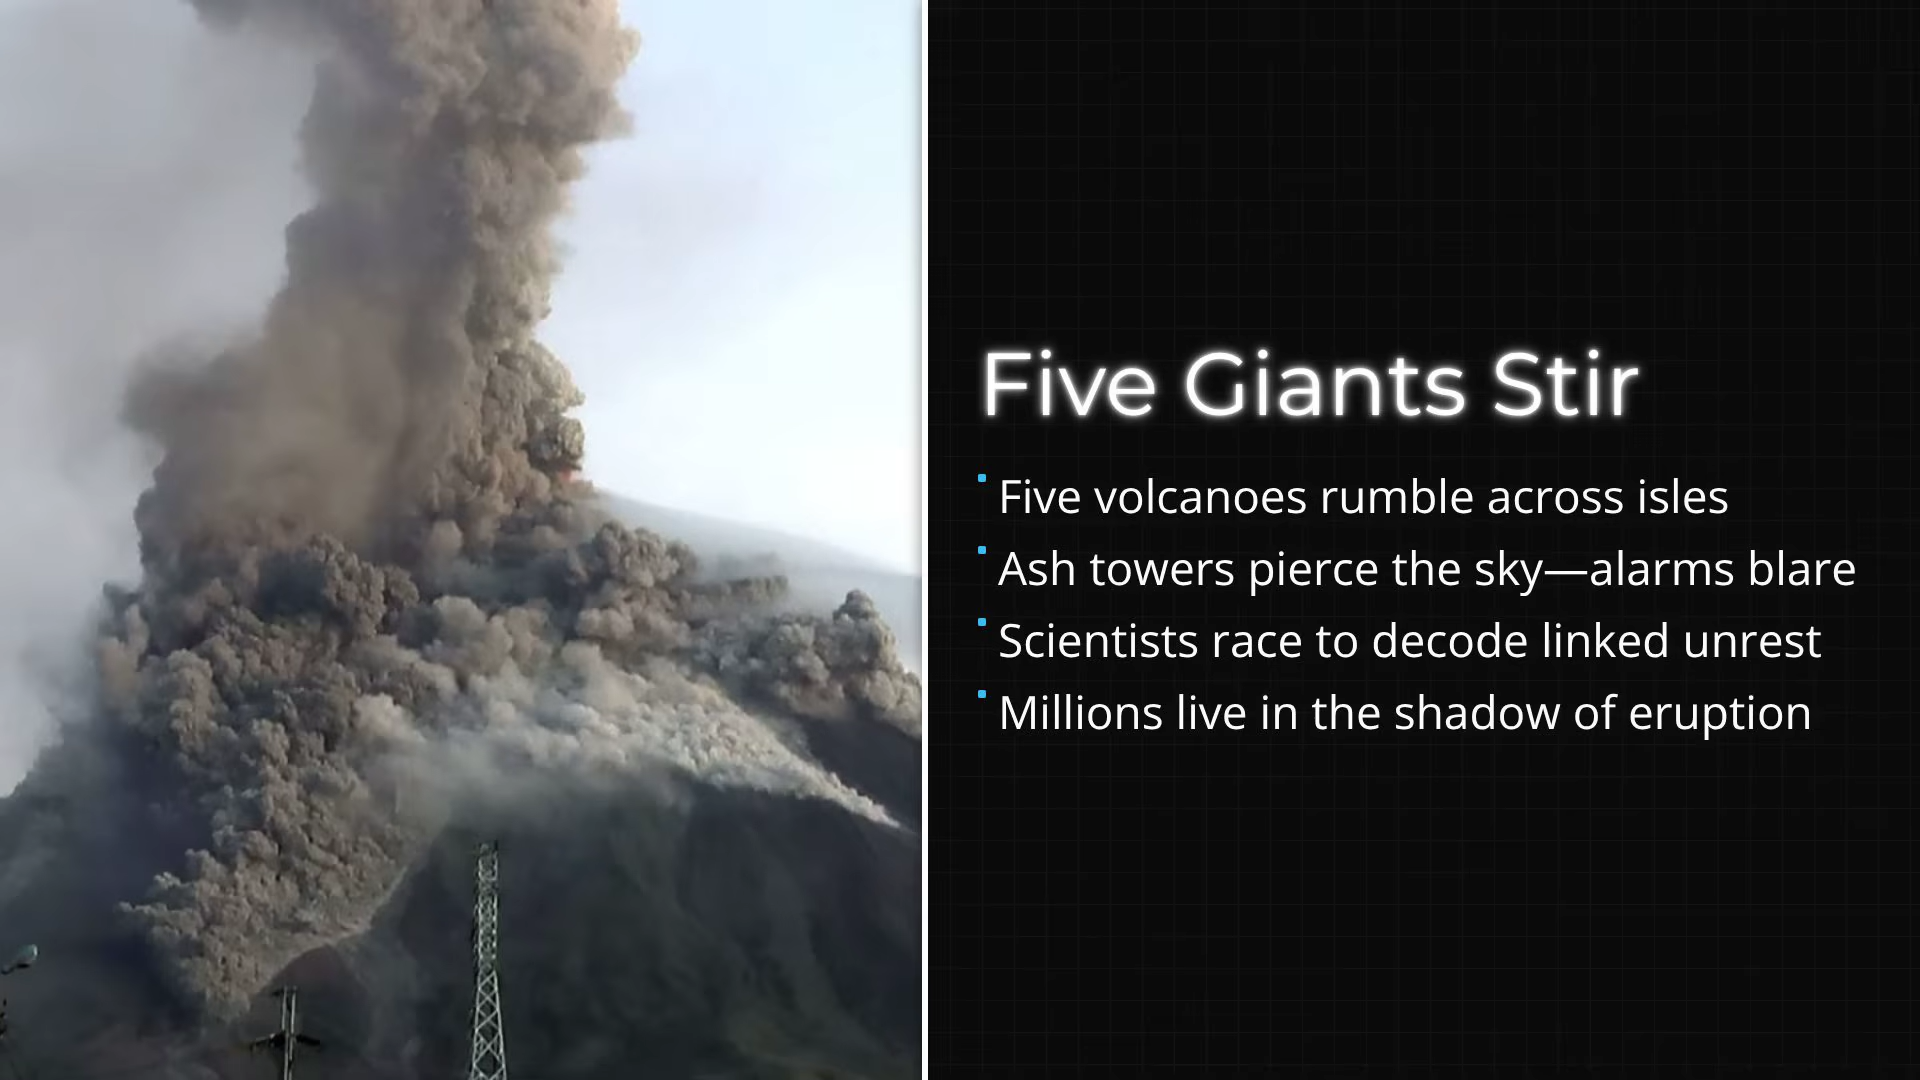 Five Giants Stir
Five volcanoes rumble across isles
Ash towers pierce the sky—alarms blare
Scientists race to decode linked unrest
Millions live in the shadow of eruption